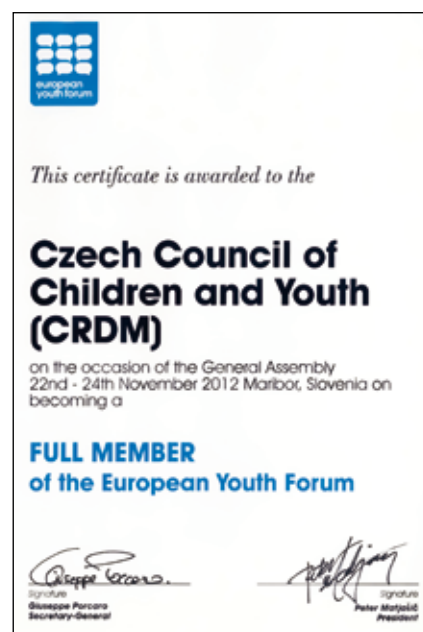 european
youth forum
This certificate is awarded to the
Czech Council of
Children and Youth
(CRDM)
on the occasion of the General Assembly
22nd - 24th November 2012 Maribor, Slovenia on
becoming a
FULL MEMBER
of the European Youth Forum
Giuseppe Porcaro.
Signature Signature
Giuseppe Porcaro Peter Matjašič
Secretary-General President